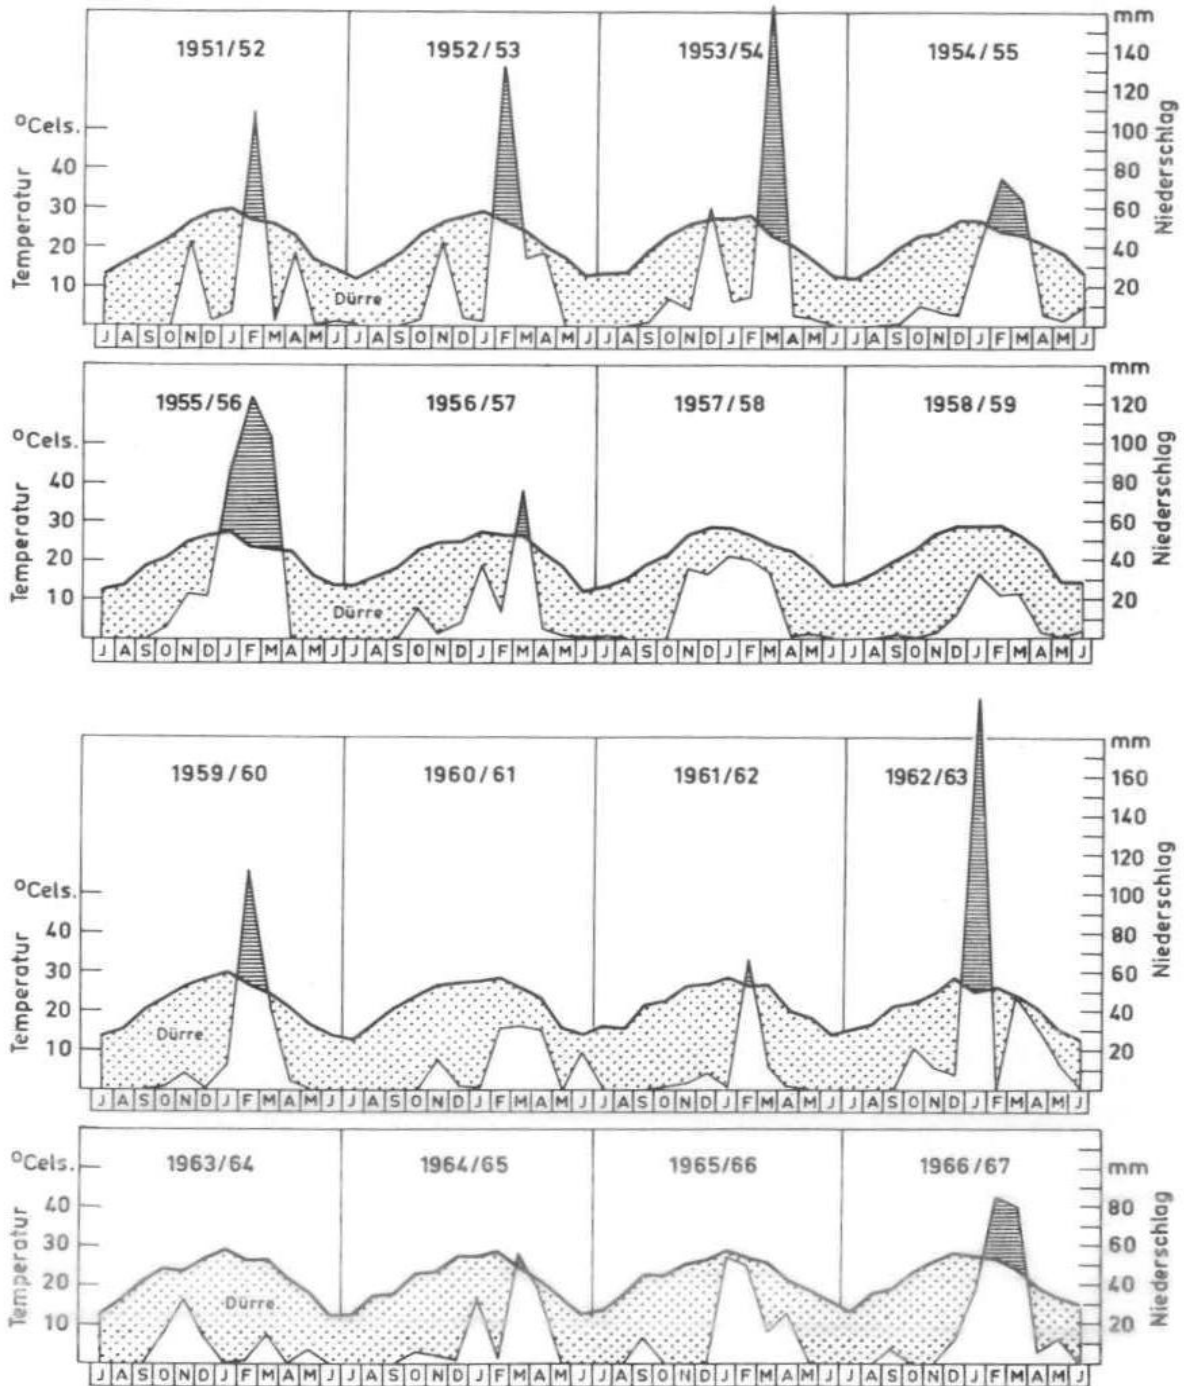 1951/52 1952/53 1953/54 1954/55
mm
140
120
100
80
60
40
20
Niederschlag
°Cels.
40
30
20
10
Temperatur
Dürre
J A S O N D J F M A M J J A S O N D J F M A M J J A S O N D J F M A M J J A S O N D J F M A M J
1955/56 1956/57 1957/58 1958/59
mm
120
100
80
60
40
20
Niederschlag
°Cels.
40
30
20
10
Temperatur
Dürre
J A S O N D J F M A M J J A S O N D J F M A M J J A S O N D J F M A M J J A S O N D J F M A M J
1959/60 1960/61 1961/62 1962/63
mm
160
140
120
100
80
60
40
20
Niederschlag
°Cels.
40
30
20
10
Temperatur
Dürre
J A S O N D J F M A M J J A S O N D J F M A M J J A S O N D J F M A M J J A S O N D J F M A M J
1963/64 1964/65 1965/66 1966/67
mm
80
60
40
20
Niederschlag
°Cels.
40
30
20
10
Temperatur
Dürre
J A S O N D J F M A M J J A S O N D J F M A M J J A S O N D J F M A M J J A S O N D J F M A M J